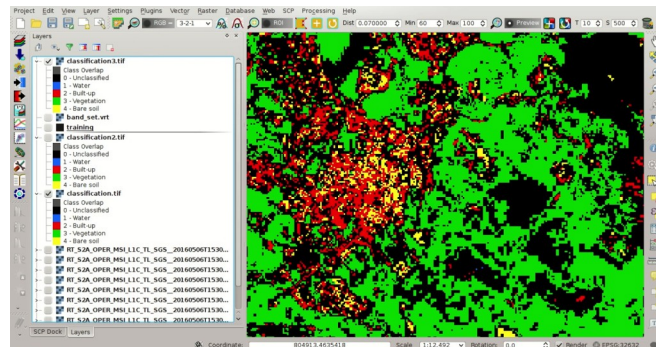 Project Edit View Layer Settings Plugins Vector Raster Database Web SCP Processing Help
RGB = 3-2-1 ROI Dist 0.070000 Min 60 Max 100 Preview T 10 S 500
Layers
classification3.tif
Class Overlap
0 - Unclassified
1 - Water
2 - Built-up
3 - Vegetation
4 - Bare soil
band_set.vrt
training
classification2.tif
Class Overlap
0 - Unclassified
1 - Water
2 - Built-up
3 - Vegetation
4 - Bare soil
classification.tif
Class Overlap
0 - Unclassified
1 - Water
2 - Built-up
3 - Vegetation
4 - Bare soil
RT_S2A_OPER_MSI_L1C_TL_SGS__20160506T1530...
RT_S2A_OPER_MSI_L1C_TL_SGS__20160506T1530...
RT_S2A_OPER_MSI_L1C_TL_SGS__20160506T1530...
RT_S2A_OPER_MSI_L1C_TL_SGS__20160506T1530...
RT_S2A_OPER_MSI_L1C_TL_SGS__20160506T1530...
RT_S2A_OPER_MSI_L1C_TL_SGS__20160506T1530...
RT_S2A_OPER_MSI_L1C_TL_SGS__20160506T1530...
SCP Dock Layers
Coordinate: 804913,4635418 Scale 1:12.492 Rotation: 0.0 Render EPSG:32632